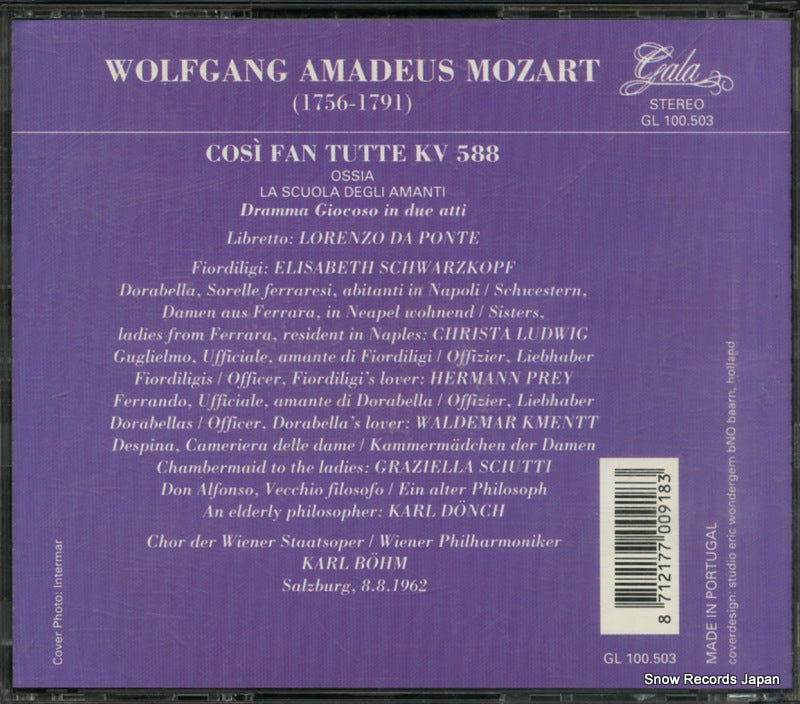 WOLFGANG AMADEUS MOZART
(1756-1791)
Gala
STEREO
GL 100.503
COSÌ FAN TUTTE KV 588
OSSIA
LA SCUOLA DEGLI AMANTI
Dramma Giocoso in due atti
Libretto: LORENZO DA PONTE
Fiordiligi: ELISABETH SCHWARZKOPF
Dorabella, Sorelle ferraresi, abitanti in Napoli / Schwestern,
Damen aus Ferrara, in Neapel wohnend / Sisters,
ladies from Ferrara, resident in Naples: CHRISTA LUDWIG
Guglielmo, Ufficiale, amante di Fiordiligi / Offizier, Liebhaber
Fiordiligis / Officer, Fiordiligi's lover: HERMANN PREY
Ferrando, Ufficiale, amante di Dorabella / Offizier, Liebhaber
Dorabellas / Officer, Dorabella's lover: WALDEMAR KMENTT
Despina, Cameriera delle dame / Kammermädchen der Damen
Chambermaid to the ladies: GRAZIELLA SCIUTTI
Don Alfonso, Vecchio filosofo / Ein alter Philosoph
An elderly philosopher: KARL DÖNCH
Chor der Wiener Staatsoper / Wiener Philharmoniker
KARL BÖHM
Salzburg, 8.8.1962
Cover Photo: Intermar
8 712177 009183
GL 100.503
MADE IN PORTUGAL
coverdesign: studio eric wondergem bNO baarn, holland
Snow Records Japan